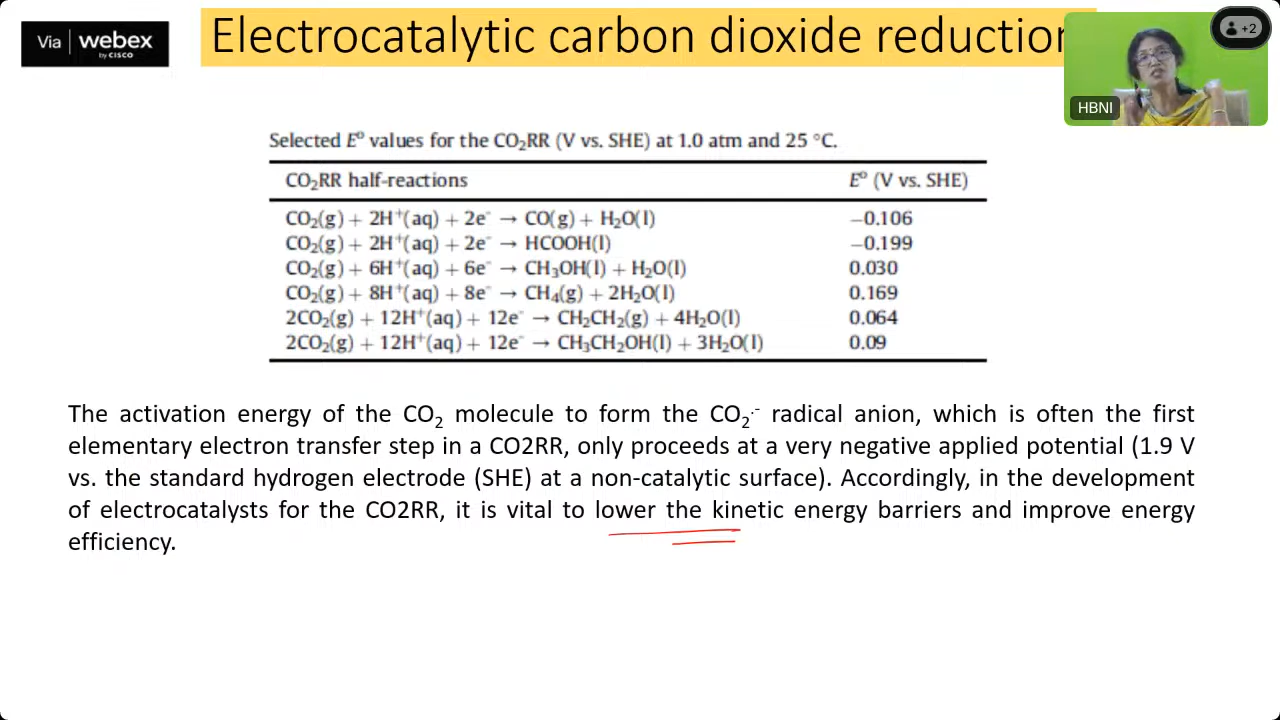 Via webex
by CISCO
Electrocatalytic carbon dioxide reduction
+2
HBNI
Selected E⁰ values for the CO₂RR (V vs. SHE) at 1.0 atm and 25 °C.
CO₂RR half-reactions E⁰ (V vs. SHE)
CO₂(g) + 2H⁺(aq) + 2e⁻ → CO(g) + H₂O(l) −0.106
CO₂(g) + 2H⁺(aq) + 2e⁻ → HCOOH(l) −0.199
CO₂(g) + 6H⁺(aq) + 6e⁻ → CH₃OH(l) + H₂O(l) 0.030
CO₂(g) + 8H⁺(aq) + 8e⁻ → CH₄(g) + 2H₂O(l) 0.169
2CO₂(g) + 12H⁺(aq) + 12e⁻ → CH₂CH₂(g) + 4H₂O(l) 0.064
2CO₂(g) + 12H⁺(aq) + 12e⁻ → CH₃CH₂OH(l) + 3H₂O(l) 0.09
The activation energy of the CO₂ molecule to form the CO₂·⁻ radical anion, which is often the first
elementary electron transfer step in a CO2RR, only proceeds at a very negative applied potential (1.9 V
vs. the standard hydrogen electrode (SHE) at a non-catalytic surface). Accordingly, in the development
of electrocatalysts for the CO2RR, it is vital to lower the kinetic energy barriers and improve energy
efficiency.